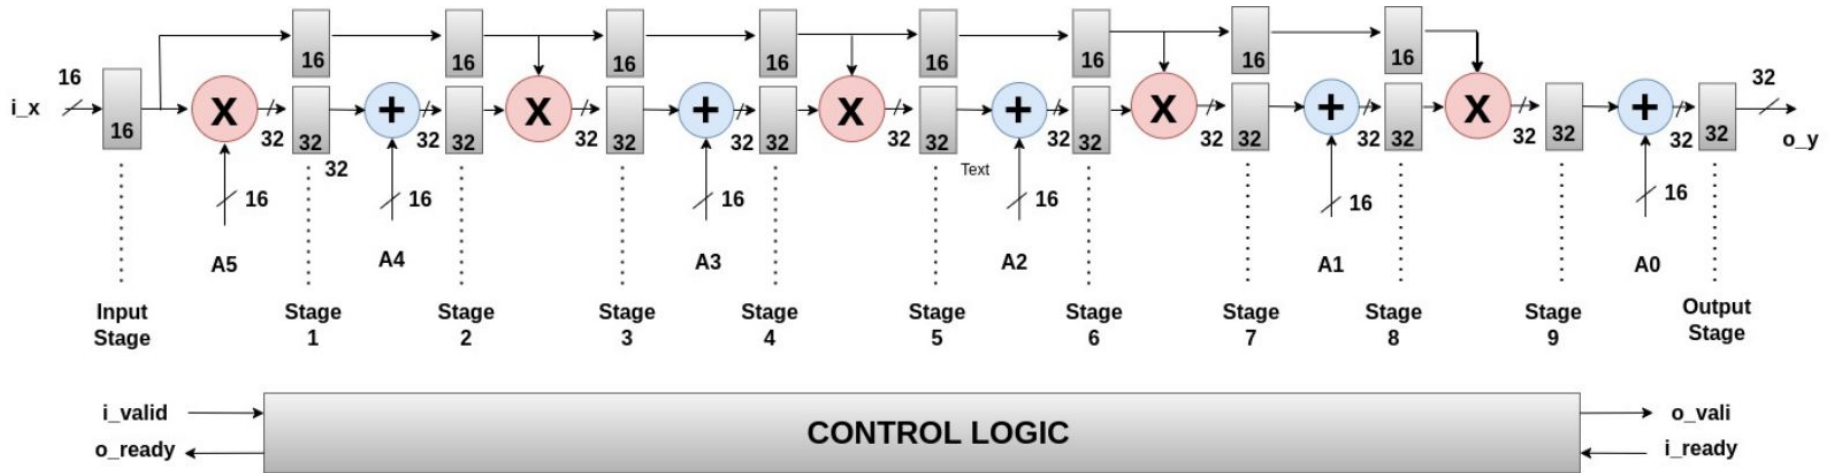 16 16 16 16 16 16 16 16
16
i_x 16 X 32 32 + 32 32 X 32 32 + 32 32 X 32 32 + 32 32 X 32 32 + 32 32 X 32 32 + 32 32 32 o_y
32 Text
16 16 16 16 16 16
A5 A4 A3 A2 A1 A0
Input Stage Stage Stage Stage Stage Stage Stage Stage Stage Output
Stage 1 2 3 4 5 6 7 8 9 Stage
i_valid o_vali
CONTROL LOGIC
o_ready i_ready